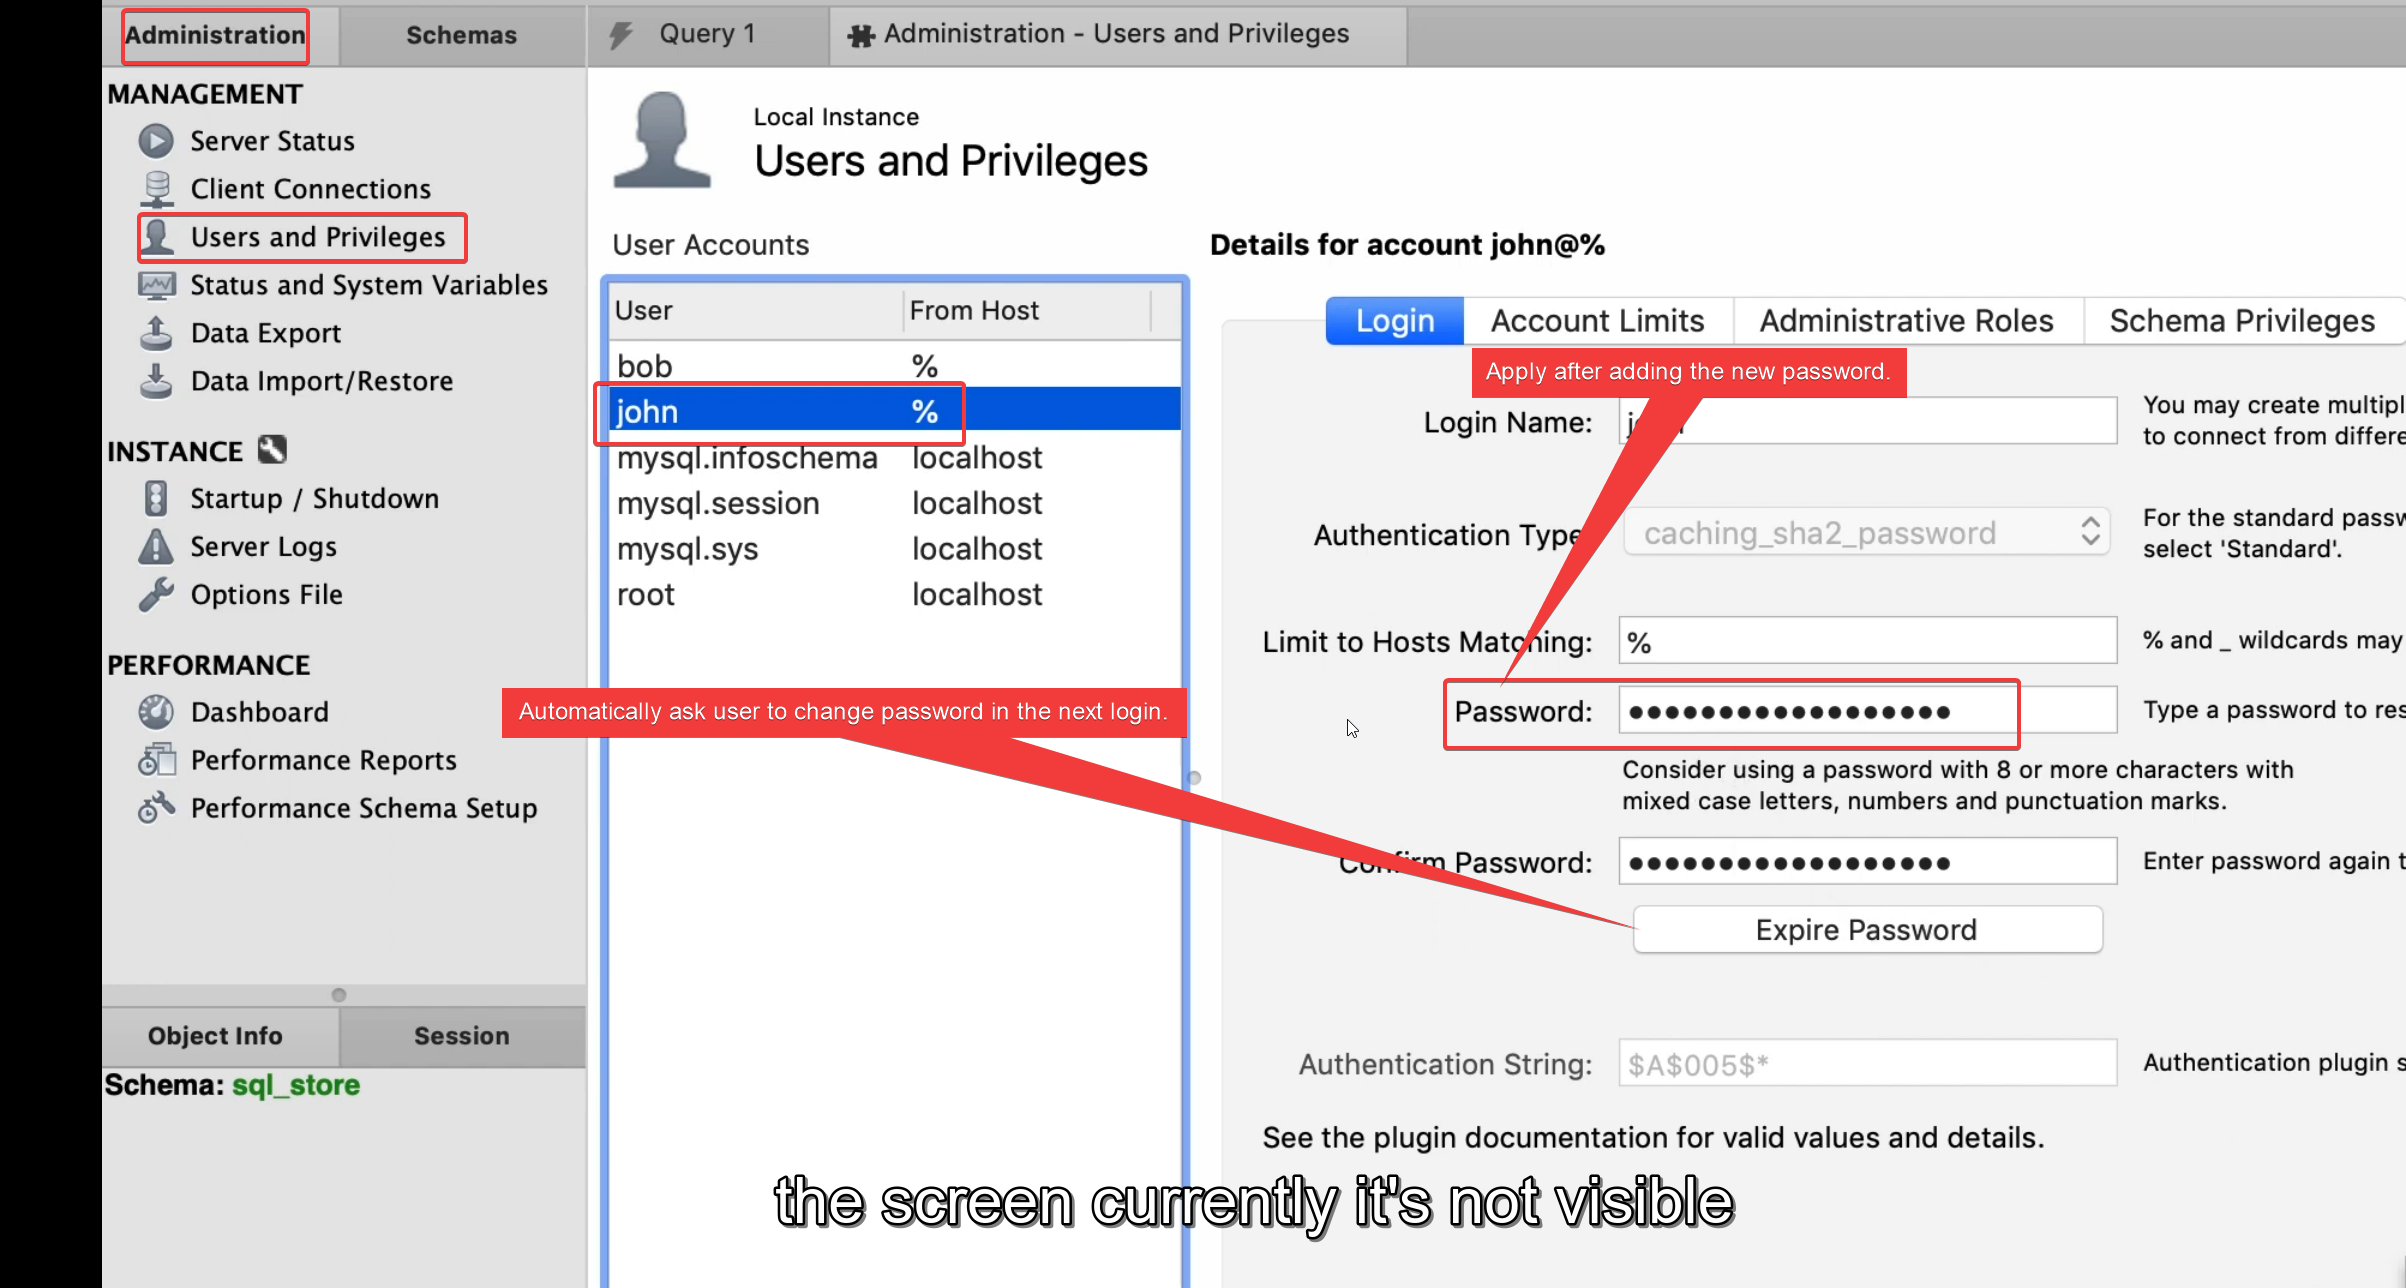 Administration
Schemas
Query 1
Administration - Users and Privileges
MANAGEMENT
Server Status
Client Connections
Users and Privileges
Status and System Variables
Data Export
Data Import/Restore
INSTANCE
Startup / Shutdown
Server Logs
Options File
PERFORMANCE
Dashboard
Performance Reports
Performance Schema Setup
Object Info
Session
Schema: sql_store
Local Instance
Users and Privileges
User Accounts
User From Host
bob %
john %
mysql.infoschema localhost
mysql.session localhost
mysql.sys localhost
root localhost
Automatically ask user to change password in the next login.
Details for account john@%
Login Account Limits Administrative Roles Schema Privileges
Apply after adding the new password.
Login Name:
You may create
to connect from
Authentication Type
caching_sha2_password
For the standard
select 'Standard'.
Limit to Hosts Matching: %
% and _ wildcards may
Password: ●●●●●●●●●●●●●●●●●●
Type a password to
Consider using a password with 8 or more characters with
mixed case letters, numbers and punctuation marks.
Confirm Password: ●●●●●●●●●●●●●●●●●●
Enter password again
Expire Password
Authentication String: $A$005$*
Authentication plugin
See the plugin documentation for valid values and details.
the screen currently it's not visible